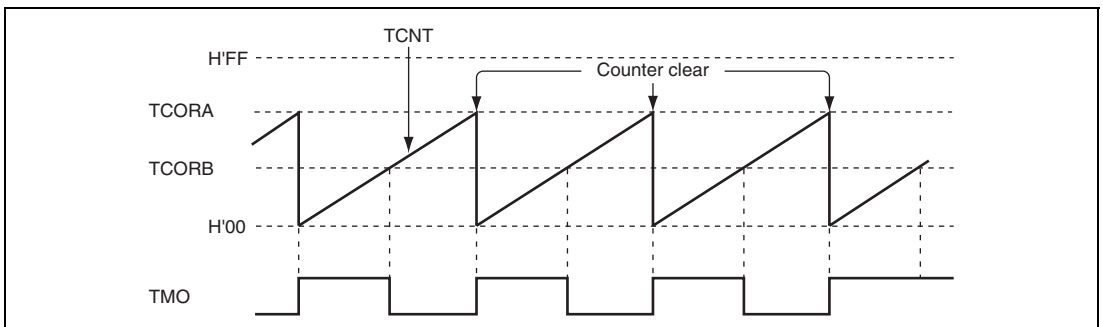 TCNT
H'FF
Counter clear
TCORA
TCORB
H'00
TMO